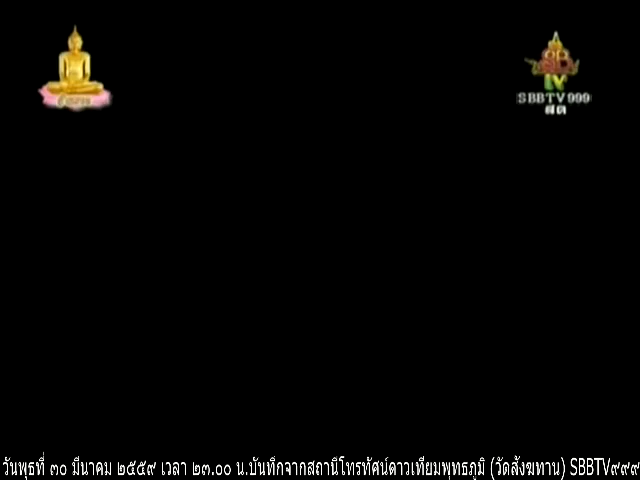 SBBTV999
สด
วันพุธที่ ๓๐ มีนาคม ๒๕๕๙ เวลา ๒๓.๐๐ น.บันทึกจากสถานีโทรทัศน์ดาวเทียมพุทธภูมิ (วัดสังฆทาน) SBBTV๙๙๙